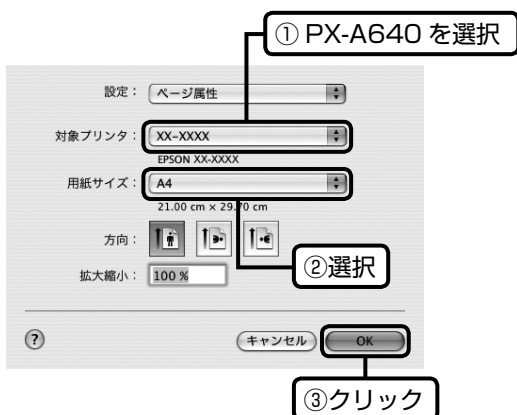 ① PX-A640 を選択
設定： ページ属性
対象プリンタ： XX-XXXX
EPSON XX-XXXX
用紙サイズ： A4
21.00 cm × 29.70 cm
方向：
②選択
拡大縮小： 100 %
? キャンセル OK
③クリック